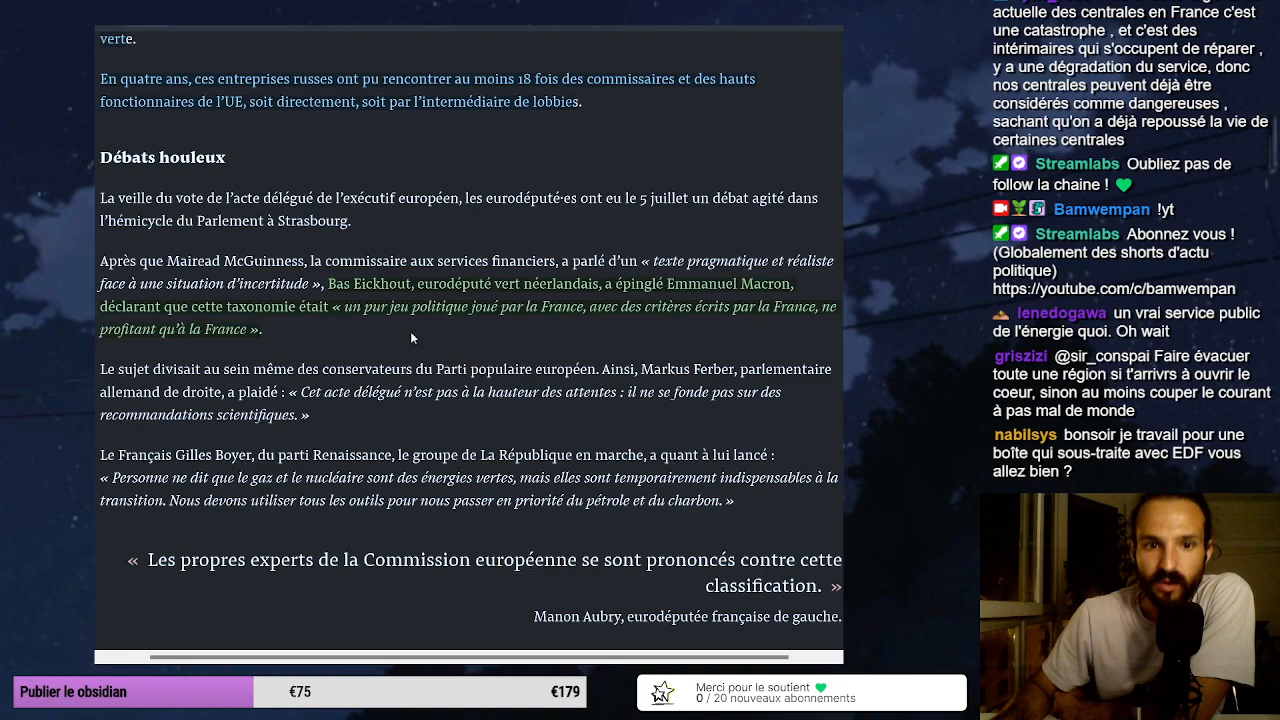 verte.
En quatre ans, ces entreprises russes ont pu rencontrer au moins 18 fois des commissaires et des hauts
fonctionnaires de l'UE, soit directement, soit par l'intermédiaire de lobbies.
Débats houleux
La veille du vote de l'acte délégué de l'exécutif européen, les eurodéputé·es ont eu le 5 juillet un débat agité dans
l'hémicycle du Parlement à Strasbourg.
Après que Mairead McGuinness, la commissaire aux services financiers, a parlé d'un « texte pragmatique et réaliste
face à une situation d'incertitude », Bas Eickhout, eurodéputé vert néerlandais, a épinglé Emmanuel Macron,
déclarant que cette taxonomie était « un pur jeu politique joué par la France, avec des critères écrits par la France, ne
profitant qu'à la France ».
Le sujet divisait au sein même des conservateurs du Parti populaire européen. Ainsi, Markus Ferber, parlementaire
allemand de droite, a plaidé : « Cet acte délégué n'est pas à la hauteur des attentes : il ne se fonde pas sur des
recommandations scientifiques. »
Le Français Gilles Boyer, du parti Renaissance, le groupe de La République en marche, a quant à lui lancé :
« Personne ne dit que le gaz et le nucléaire sont des énergies vertes, mais elles sont temporairement indispensables à la
transition. Nous devons utiliser tous les outils pour nous passer en priorité du pétrole et du charbon. »
« Les propres experts de la Commission européenne se sont prononcés contre cette
classification. »
Manon Aubry, eurodéputée française de gauche.
actuelle des centrales en France c'est
une catastrophe , et c'est des
intérimaires qui s'occupent de réparer ,
y a une dégradation du service, donc
nos centrales peuvent déjà être
considérés comme dangereuses ,
sachant qu'on a déjà repoussé la vie de
certaines centrales
Streamlabs Oubliez pas de
follow la chaine !
Bamwempan !yt
Streamlabs Abonnez vous !
(Globalement des shorts d'actu
politique)
https://youtube.com/c/bamwempan
lenedogawa un vrai service public
de l'énergie quoi. Oh wait
griszizi @sir_conspai Faire évacuer
toute une région si t'arrivrs à ouvrir le
coeur, sinon au moins couper le courant
à pas mal de monde
nabilsys bonsoir je travail pour une
boîte qui sous-traite avec EDF vous
allez bien ?
Publier le obsidian €75 €179
Merci pour le soutient
0 / 20 nouveaux abonnements